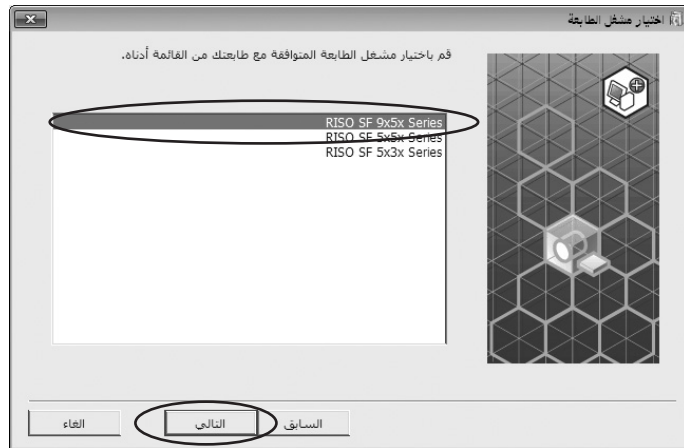 اختيار مشغل الطابعة
قم باختيار مشغل الطابعة المتوافقة مع طابعتك من القائمة أدناه.
RISO SF 9x5x Series
RISO SF 5x5x Series
RISO SF 5x3x Series
السابق
التالي
الغاء